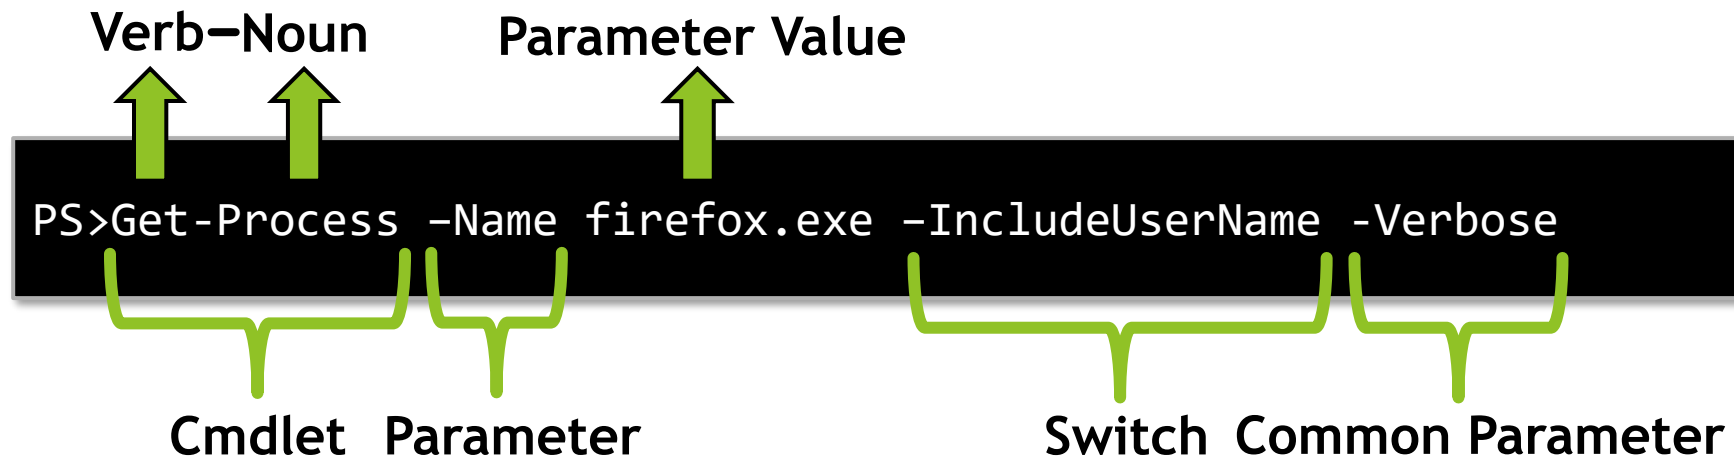 Verb–Noun Parameter Value
PS>Get-Process –Name firefox.exe –IncludeUserName -Verbose
Cmdlet Parameter Switch Common Parameter